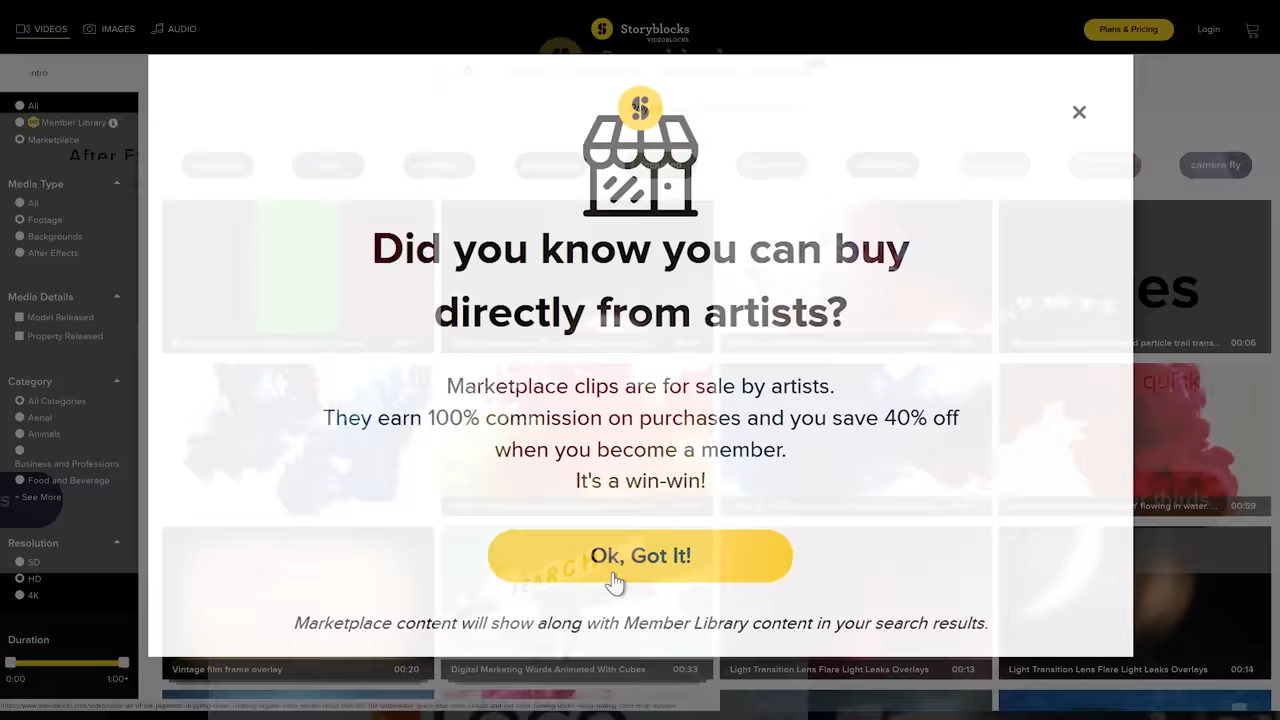 VIDEOS
IMAGES
AUDIO
Storyblocks
VIDEOBLOCKS
Plans & Pricing
Login
intro
All
Member Library
Marketplace
Media Type
All
Footage
Backgrounds
After Effects
Media Details
Model Released
Property Released
Category
All Categories
Aerial
Animals
Business and Professions
Food and Beverage
+ See More
Resolution
SD
HD
4K
Duration
0:00
1:00+
camera fly
Did you know you can buy
directly from artists?
Marketplace clips are for sale by artists.
They earn 100% commission on purchases and you save 40% off
when you become a member.
It's a win-win!
Ok, Got It!
Marketplace content will show along with Member Library content in your search results.
particle trail trans...
00:06
quick
flowing in water. ...
00:59
Vintage film frame overlay
00:20
Digital Marketing Words Animated With Cubes
00:33
Light Transition Lens Flare Light Leaks Overlays
00:13
Light Transition Lens Flare Light Leaks Overlays
00:14